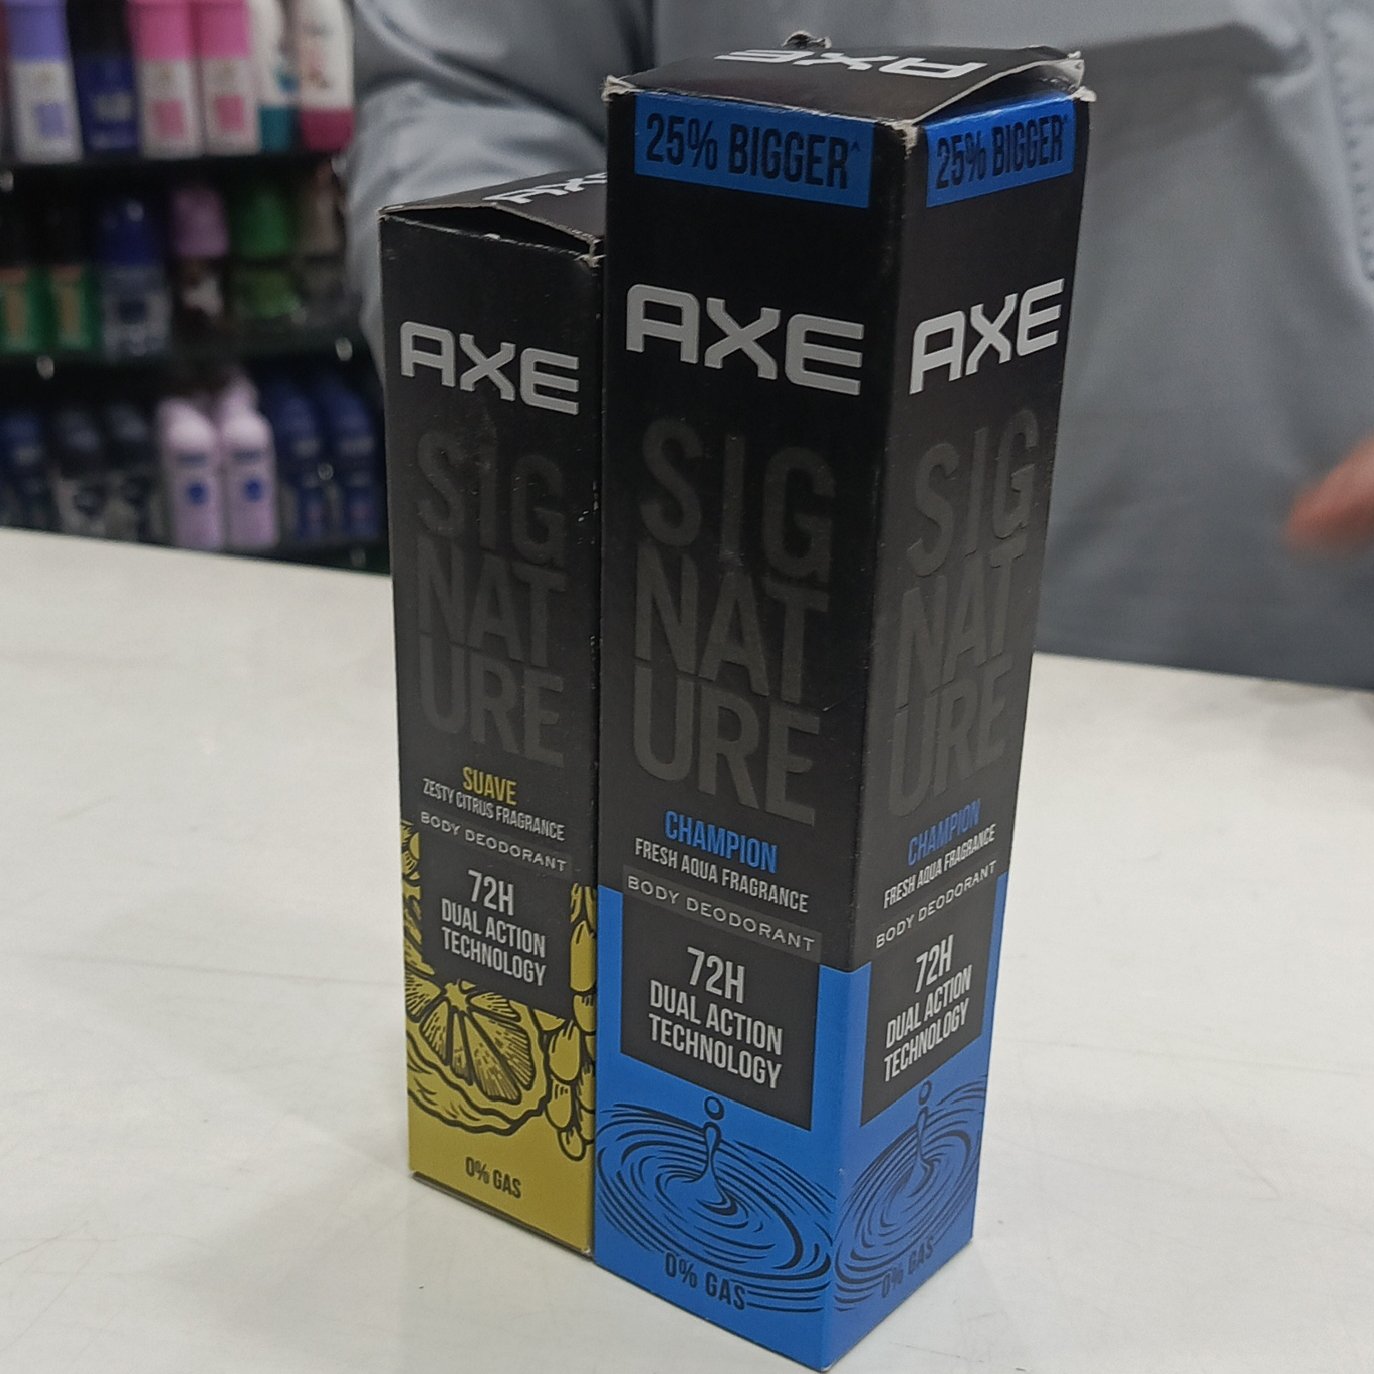 AXE
AXE
SIG
NAT
URE
SUAVE
ZESTY CITRUS FRAGRANCE
BODY DEODORANT
72H
DUAL ACTION
TECHNOLOGY
0% GAS
AXE
25% BIGGER^
AXE
SIG
NAT
URE
CHAMPION
FRESH AQUA FRAGRANCE
BODY DEODORANT
72H
DUAL ACTION
TECHNOLOGY
0% GAS
25% BIGGER^
AXE
SIG
NAT
URE
CHAMPION
FRESH AQUA FRAGRANCE
BODY DEODORANT
72H
DUAL ACTION
TECHNOLOGY
0% GAS